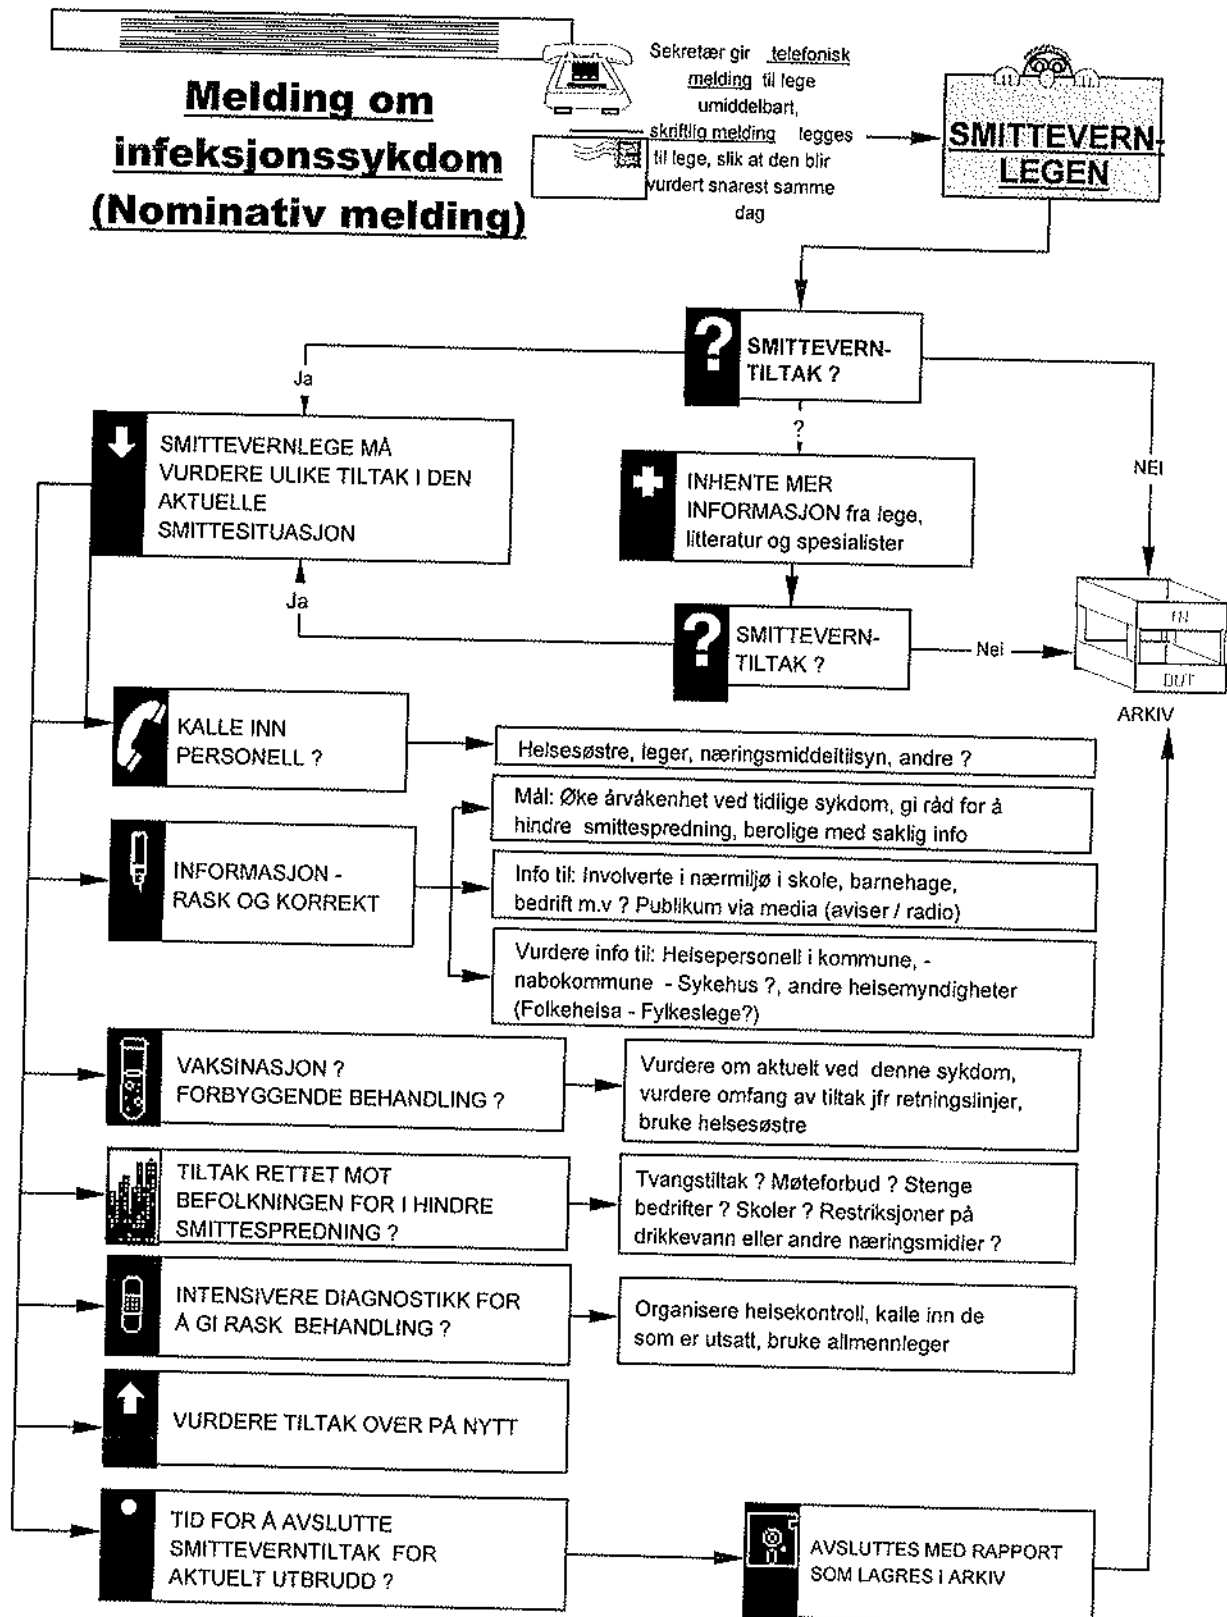 Melding om
infeksjonssykdom
(Nominativ melding)
Sekretær gir telefonisk
melding til lege
umiddelbart,
skriftlig melding legges
til lege, slik at den blir
vurdert snarest samme
dag
SMITTEVERN-
LEGEN
SMITTEVERN-
TILTAK ?
Ja
?
NEI
SMITTEVERNLEGE MÅ
VURDERE ULIKE TILTAK I DEN
AKTUELLE
SMITTESITUASJON
INHENTE MER
INFORMASJON fra lege,
litteratur og spesialister
Ja
SMITTEVERN-
TILTAK ?
Nei
IN
OUT
ARKIV
KALLE INN
PERSONELL ?
Helsesøstre, leger, næringsmiddeltilsyn, andre ?
Mål: Øke årvåkenhet ved tidlige sykdom, gi råd for å
hindre smittespredning, berolige med saklig info
INFORMASJON -
RASK OG KORREKT
Info til: Involverte i nærmiljø i skole, barnehage,
bedrift m.v ? Publikum via media (aviser / radio)
Vurdere info til: Helsepersonell i kommune, -
nabokommune - Sykehus ?, andre helsemyndigheter
(Folkehelsa - Fylkeslege?)
VAKSINASJON ?
FORBYGGENDE BEHANDLING ?
Vurdere om aktuelt ved denne sykdom,
vurdere omfang av tiltak jfr retningslinjer,
bruke helsesøstre
TILTAK RETTET MOT
BEFOLKNINGEN FOR I HINDRE
SMITTESPREDNING ?
Tvangstiltak ? Møteforbud ? Stenge
bedrifter ? Skoler ? Restriksjoner på
drikkevann eller andre næringsmidler ?
INTENSIVERE DIAGNOSTIKK FOR
Å GI RASK BEHANDLING ?
Organisere helsekontroll, kalle inn de
som er utsatt, bruke allmennleger
VURDERE TILTAK OVER PÅ NYTT
TID FOR Å AVSLUTTE
SMITTEVERNTILTAK FOR
AKTUELT UTBRUDD ?
AVSLUTTES MED RAPPORT
SOM LAGRES I ARKIV